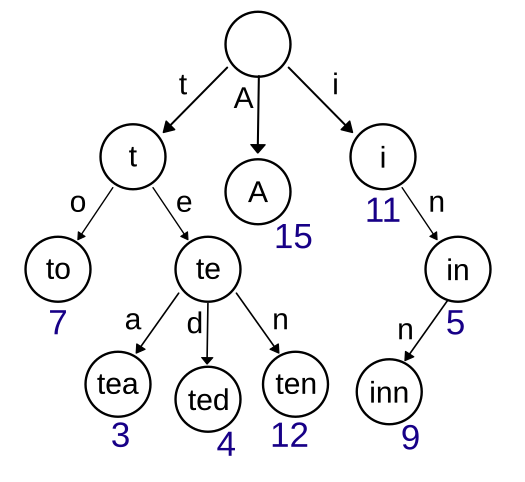 t A i
t A i
15 11
o e n
to te in
7 5
a d n n
tea ted ten inn
3 4 12 9